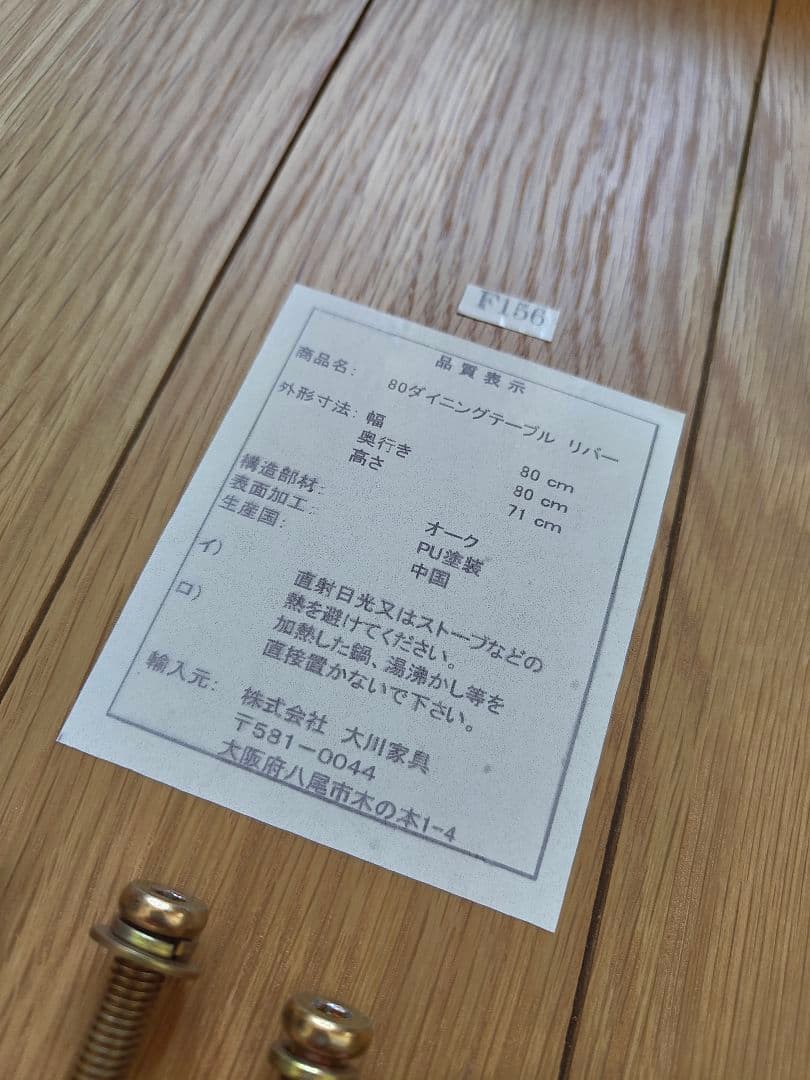 F156
品質表示
商品名: 80ダイニングテーブル リバー
外形寸法: 幅 80 cm
奥行き 80 cm
高さ 71 cm
構造部材: オーク
表面加工: PU塗装
生産国: 中国
イ) 直射日光又はストーブなどの
熱を避けてください。
ロ) 加熱した鍋、湯沸かし等を
直接置かないで下さい。
輸入元: 株式会社 大川家具
〒581-0044
大阪府八尾市木の本1-4